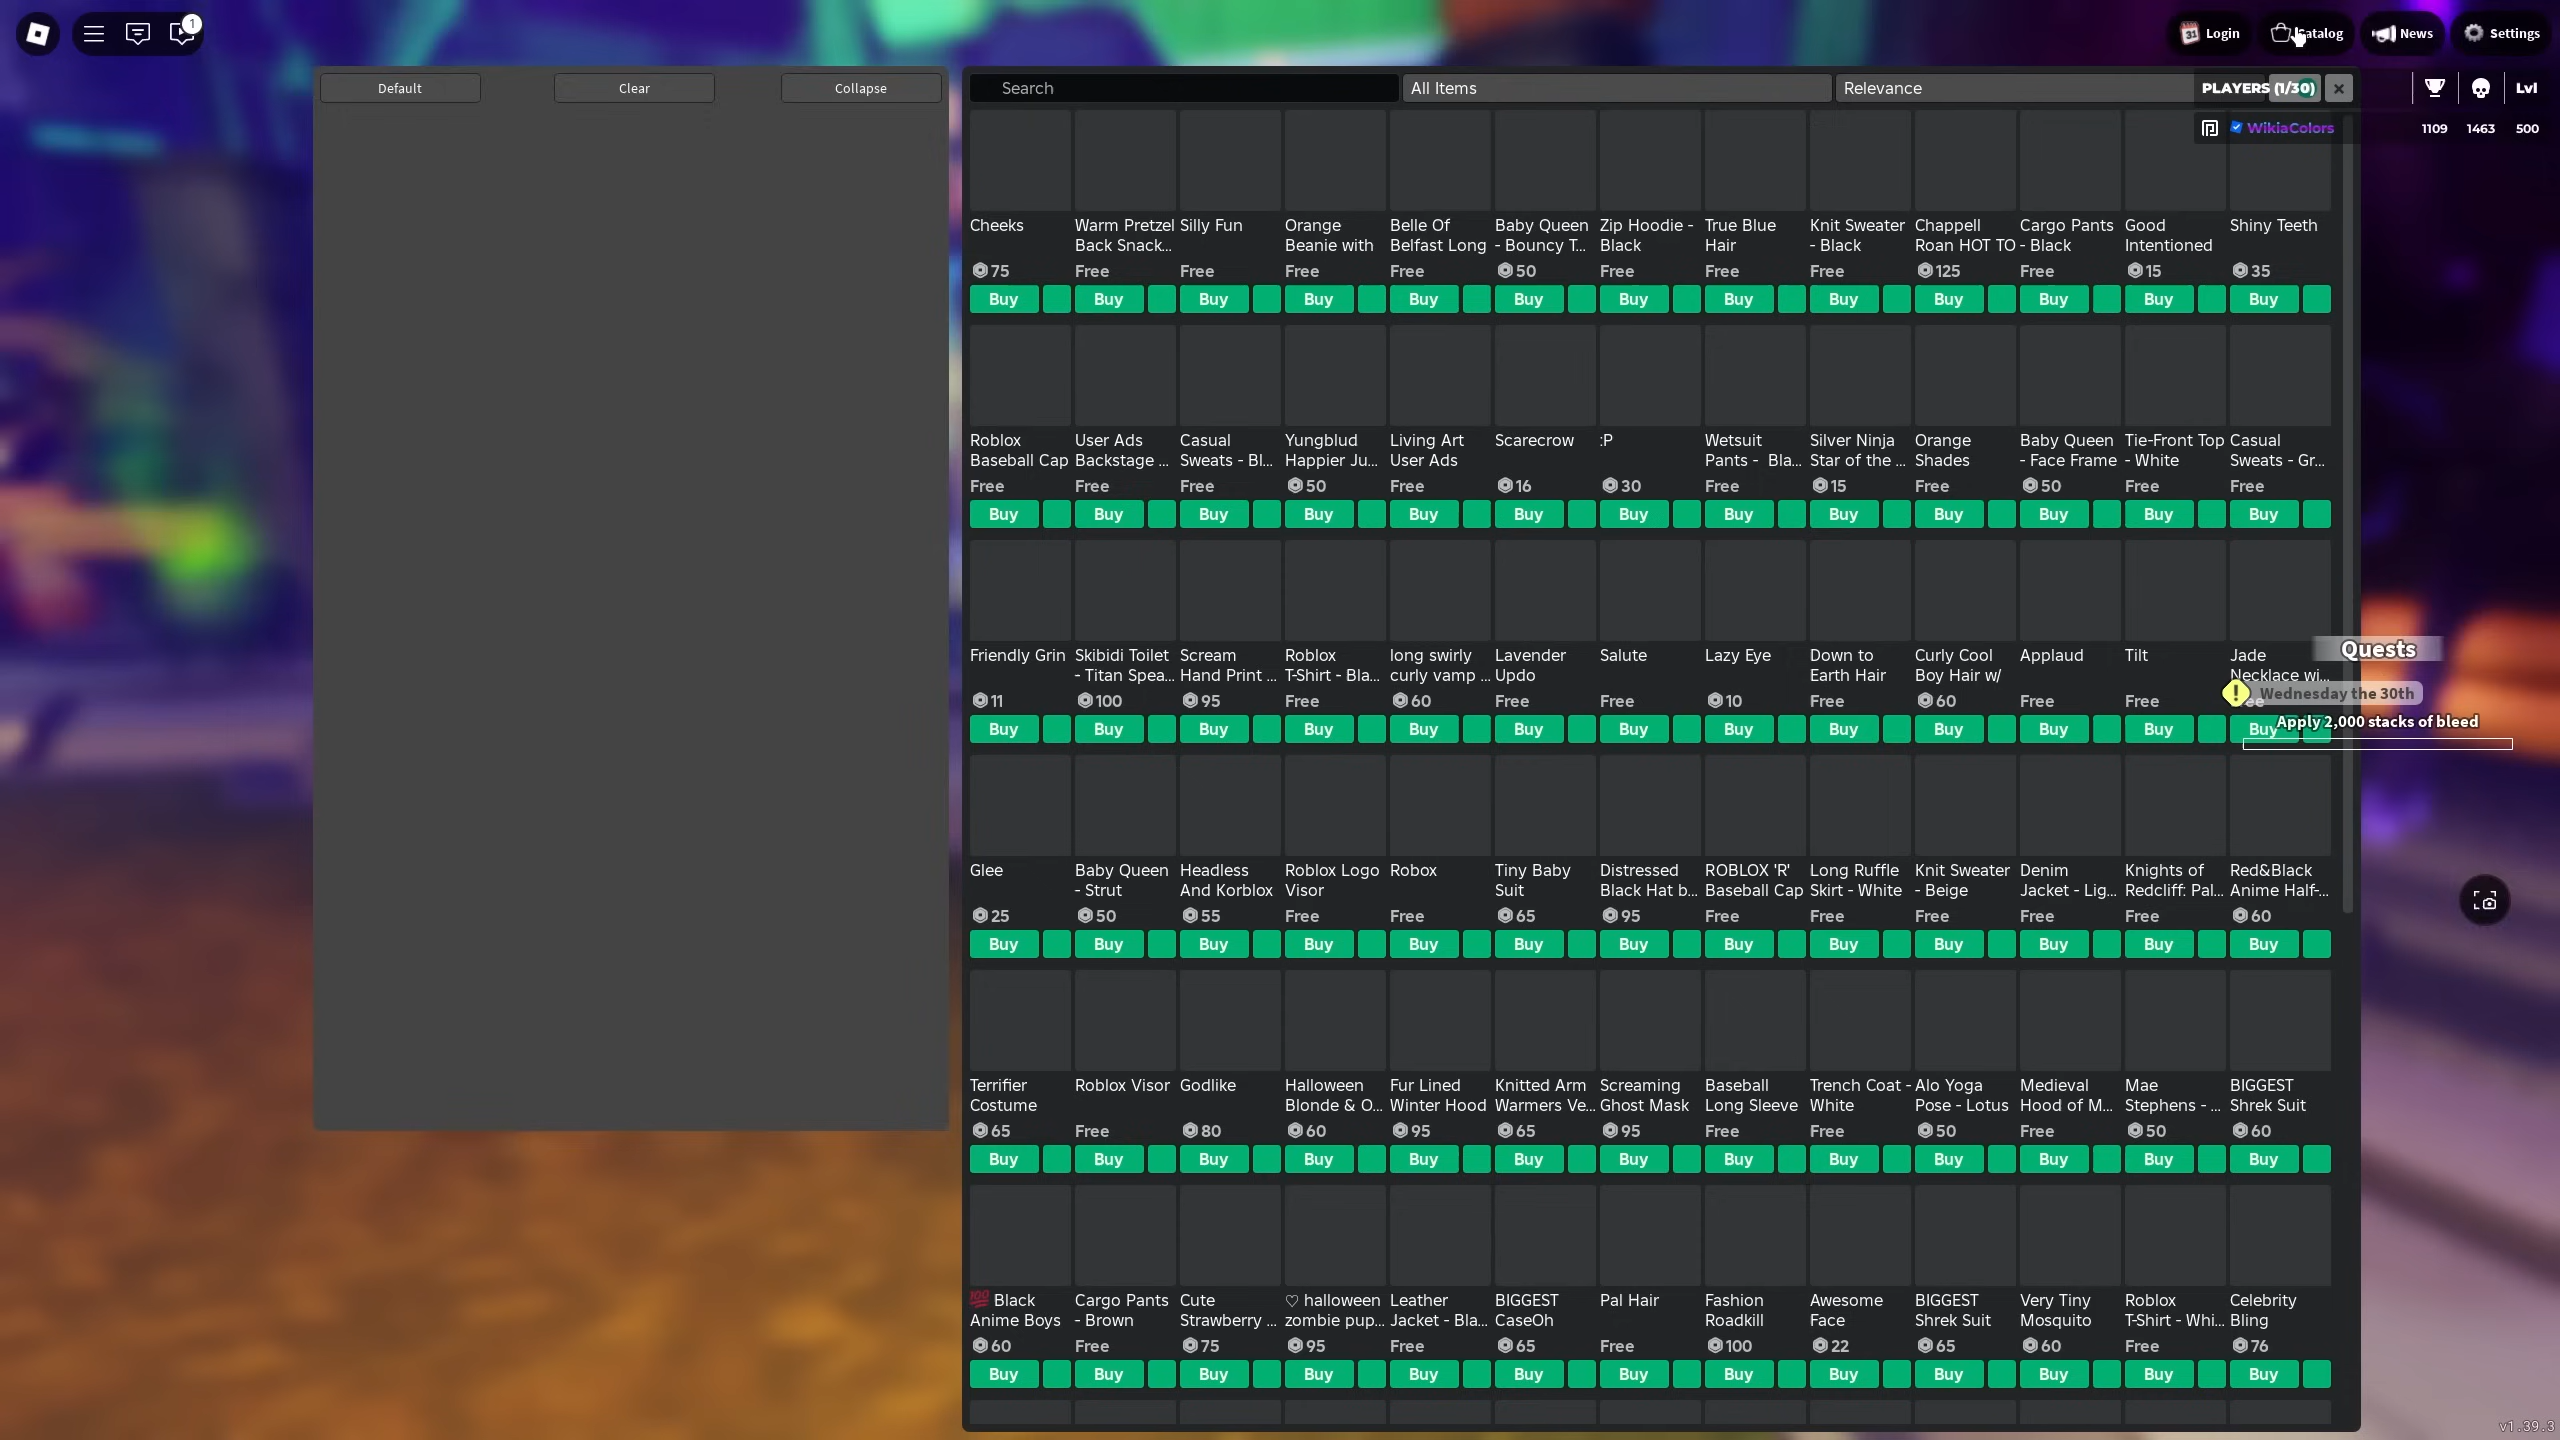 1
Login
Catalog
News
Settings
Default
Clear
Collapse
Search
All Items
Relevance
PLAYERS (1/30)
Lvl
WikiaColors
1109
1463
500
Cheeks
75
Buy
Warm Pretzel
Back Snack...
Free
Buy
Silly Fun
Free
Buy
Orange
Beanie with
Free
Buy
Belle Of
Belfast Long
Free
Buy
Baby Queen
- Bouncy T...
50
Buy
Zip Hoodie -
Black
Free
Buy
True Blue
Hair
Free
Buy
Knit Sweater
- Black
Free
Buy
Chappell
Roan HOT TO
125
Buy
Cargo Pants
- Black
Free
Buy
Good
Intentioned
15
Buy
Shiny Teeth
35
Buy
Roblox
Baseball Cap
Free
Buy
User Ads
Backstage ...
Free
Buy
Casual
Sweats - Bl...
Free
Buy
Yungblud
Happier Ju...
50
Buy
Living Art
User Ads
Free
Buy
Scarecrow
16
Buy
:P
30
Buy
Wetsuit
Pants - Bla...
Free
Buy
Silver Ninja
Star of the ...
15
Buy
Orange
Shades
Free
Buy
Baby Queen
- Face Frame
50
Buy
Tie-Front Top
- White
Free
Buy
Casual
Sweats - Gr...
Free
Buy
Friendly Grin
11
Buy
Skibidi Toilet
- Titan Spea...
100
Buy
Scream
Hand Print ...
95
Buy
Roblox
T-Shirt - Bla...
Free
Buy
long swirly
curly vamp ...
60
Buy
Lavender
Updo
Free
Buy
Salute
Free
Buy
Lazy Eye
10
Buy
Down to
Earth Hair
Free
Buy
Curly Cool
Boy Hair w/
60
Buy
Applaud
Free
Buy
Tilt
Free
Buy
Jade
Necklace wi...
Free
Buy
Quests
Wednesday the 30th
Apply 2,000 stacks of bleed
Glee
25
Buy
Baby Queen
- Strut
50
Buy
Headless
And Korblox
55
Buy
Roblox Logo
Visor
Free
Buy
Robox
Free
Buy
Tiny Baby
Suit
65
Buy
Distressed
Black Hat b...
95
Buy
ROBLOX 'R'
Baseball Cap
Free
Buy
Long Ruffle
Skirt - White
Free
Buy
Knit Sweater
- Beige
Free
Buy
Denim
Jacket - Lig...
Free
Buy
Knights of
Redcliff: Pal...
Free
Buy
Red&Black
Anime Half-...
60
Buy
Terrifier
Costume
65
Buy
Roblox Visor
Free
Buy
Godlike
80
Buy
Halloween
Blonde & O...
60
Buy
Fur Lined
Winter Hood
95
Buy
Knitted Arm
Warmers Ve...
65
Buy
Screaming
Ghost Mask
95
Buy
Baseball
Long Sleeve
Free
Buy
Trench Coat -
White
Free
Buy
Alo Yoga
Pose - Lotus
50
Buy
Medieval
Hood of M...
Free
Buy
Mae
Stephens - ...
50
Buy
BIGGEST
Shrek Suit
60
Buy
💯 Black
Anime Boys
60
Buy
Cargo Pants
- Brown
Free
Buy
Cute
Strawberry ...
75
Buy
♡ halloween
zombie pup...
95
Buy
Leather
Jacket - Bla...
Free
Buy
BIGGEST
CaseOh
65
Buy
Pal Hair
Free
Buy
Fashion
Roadkill
100
Buy
Awesome
Face
22
Buy
BIGGEST
Shrek Suit
65
Buy
Very Tiny
Mosquito
60
Buy
Roblox
T-Shirt - Whi...
Free
Buy
Celebrity
Bling
76
Buy
v1.39.3